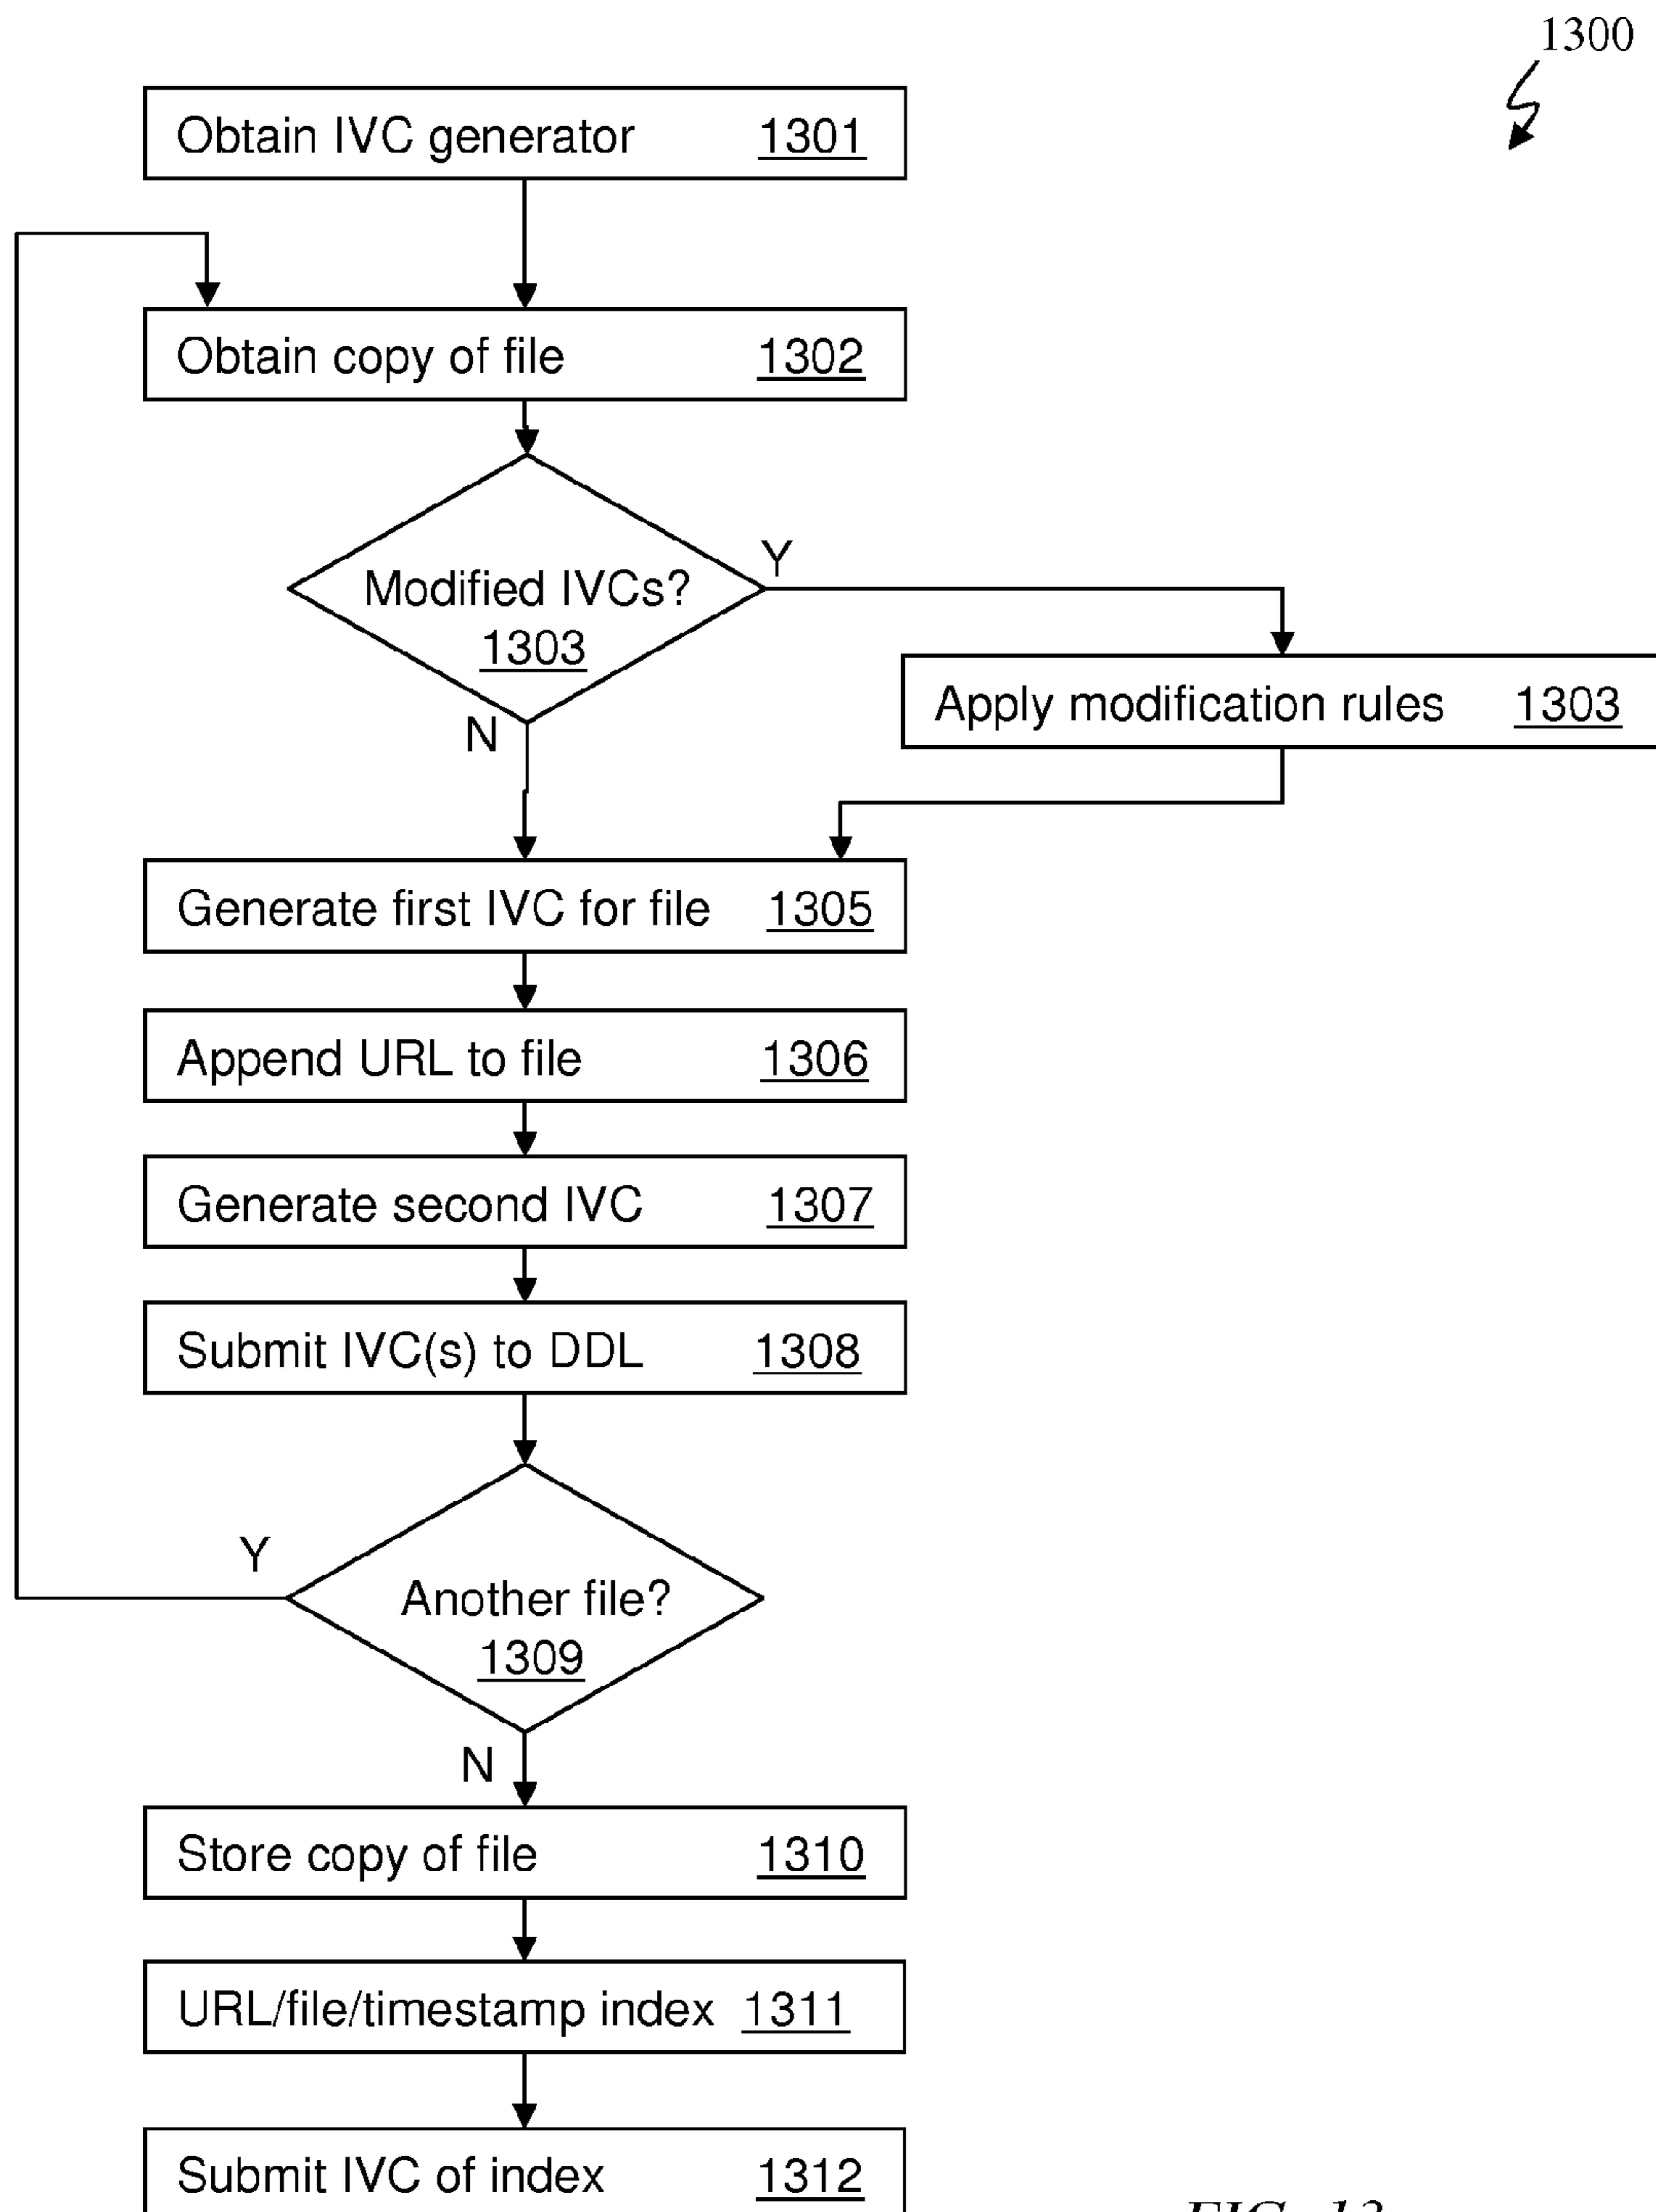 1300
Obtain IVC generator 1301
Obtain copy of file 1302
Y
Modified IVCs?
1303
Apply modification rules 1303
N
Generate first IVC for file 1305
Append URL to file 1306
Generate second IVC 1307
Submit IVC(s) to DDL 1308
Y
Another file?
1309
N
Store copy of file 1310
URL/file/timestamp index 1311
Submit IVC of index 1312
FIG. 13